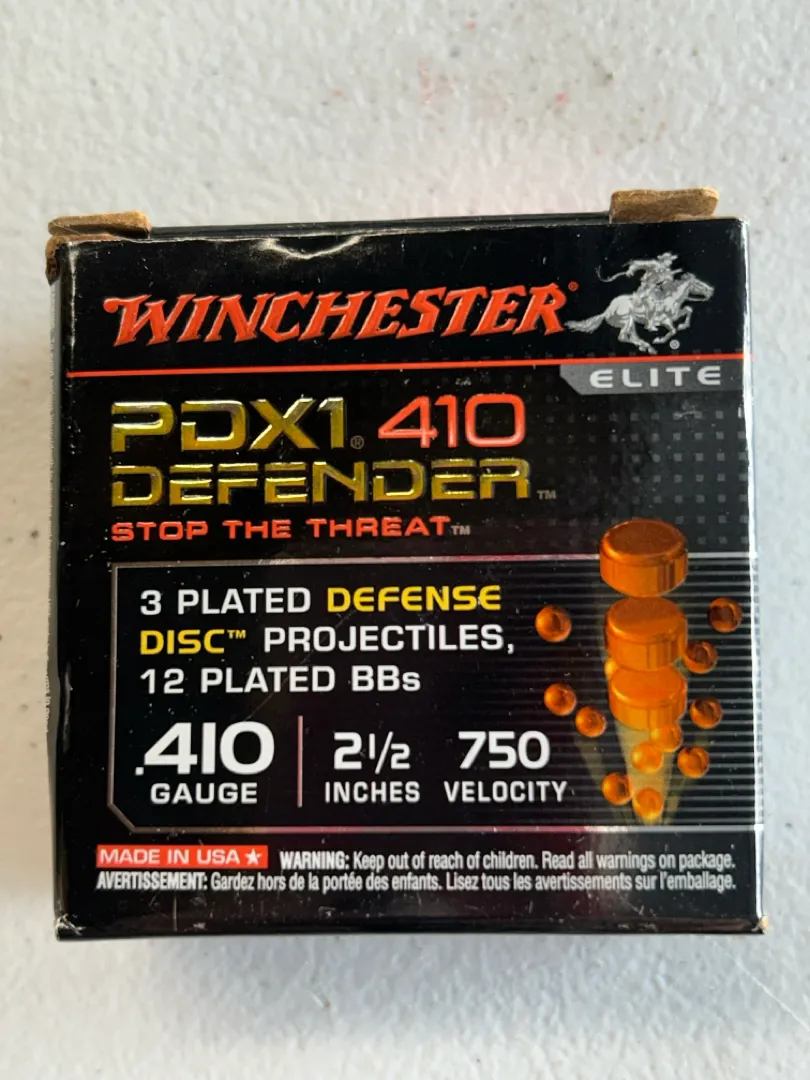 WINCHESTER®
ELITE
PDX1® 410
DEFENDER™
STOP THE THREAT™
3 PLATED DEFENSE
DISC™ PROJECTILES,
12 PLATED BBs
.410 2 1/2 750
GAUGE INCHES VELOCITY
MADE IN USA ★ WARNING: Keep out of reach of children. Read all warnings on package.
AVERTISSEMENT: Gardez hors de la portée des enfants. Lisez tous les avertissements sur l'emballage.